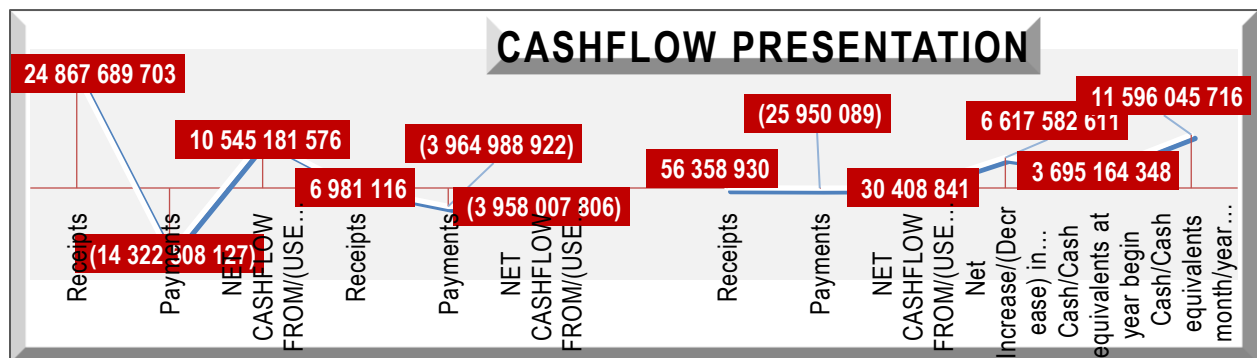 CASHFLOW PRESENTATION
24 867 689 703
(14 322 508 127)
10 545 181 576
6 981 116
(3 964 988 922)
(3 958 007 806)
56 358 930
(25 950 089)
30 408 841
6 617 582 611
3 695 164 348
11 596 045 716
Receipts
Payments
NET
CASHFLOW
FROM/(USE…
Receipts
Payments
NET
CASHFLOW
FROM/(USE…
Receipts
Payments
NET
CASHFLOW
FROM/(USE…
Net
Increase/(Decr
ease) in…
Cash/Cash
equivalents at
year begin
Cash/Cash
equivalents
month/year…